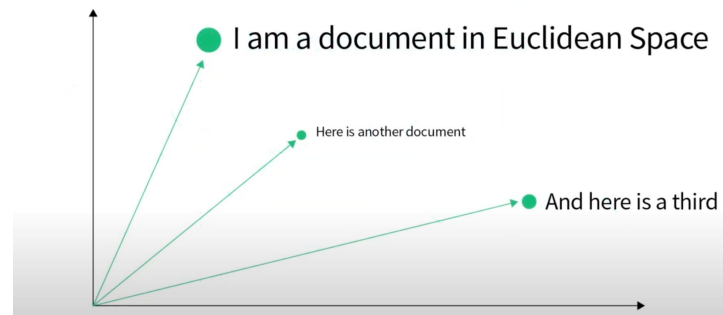 I am a document in Euclidean Space
Here is another document
And here is a third